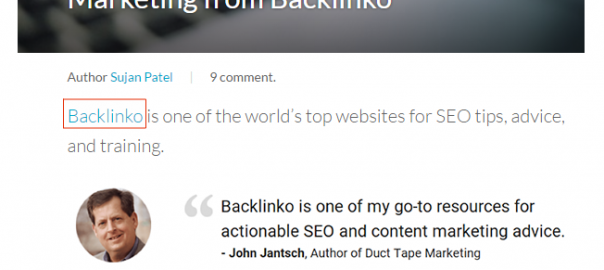 Marketing from Backlinko
Author Sujan Patel | 9 comment.
Backlinko is one of the world's top websites for SEO tips, advice,
and training.
“ Backlinko is one of my go-to resources for
actionable SEO and content marketing advice.
- John Jantsch, Author of Duct Tape Marketing